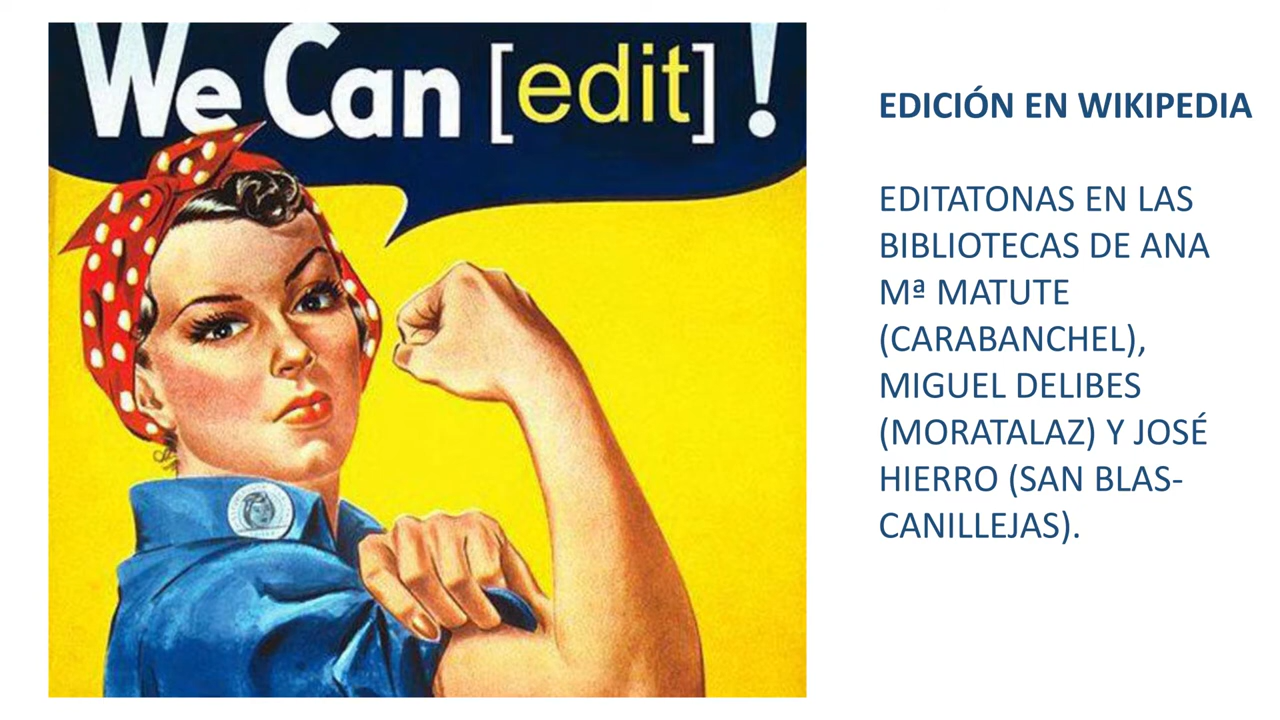 We Can [edit] !
EDICIÓN EN WIKIPEDIA
EDITATONAS EN LAS
BIBLIOTECAS DE ANA
Mª MATUTE
(CARABANCHEL),
MIGUEL DELIBES
(MORATALAZ) Y JOSÉ
HIERRO (SAN BLAS-
CANILLEJAS).